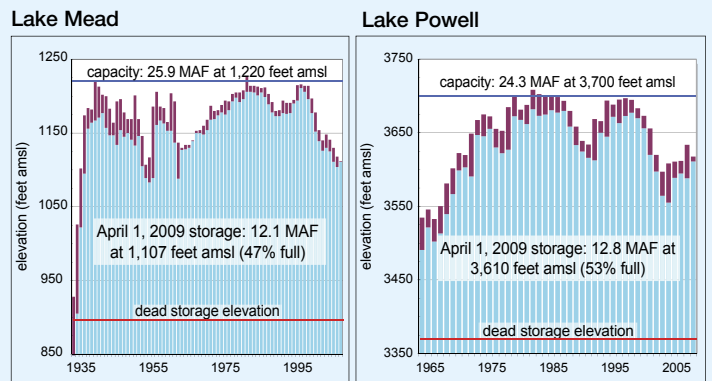 Lake Mead
elevation (feet amsl)
1250
1150
1050
950
850
capacity: 25.9 MAF at 1,220 feet amsl
April 1, 2009 storage: 12.1 MAF
at 1,107 feet amsl (47% full)
dead storage elevation
1935
1955
1975
1995
Lake Powell
elevation (feet amsl)
3750
3650
3550
3450
3350
capacity: 24.3 MAF at 3,700 feet amsl
April 1, 2009 storage: 12.8 MAF at
3,610 feet amsl (53% full)
dead storage elevation
1965
1975
1985
1995
2005